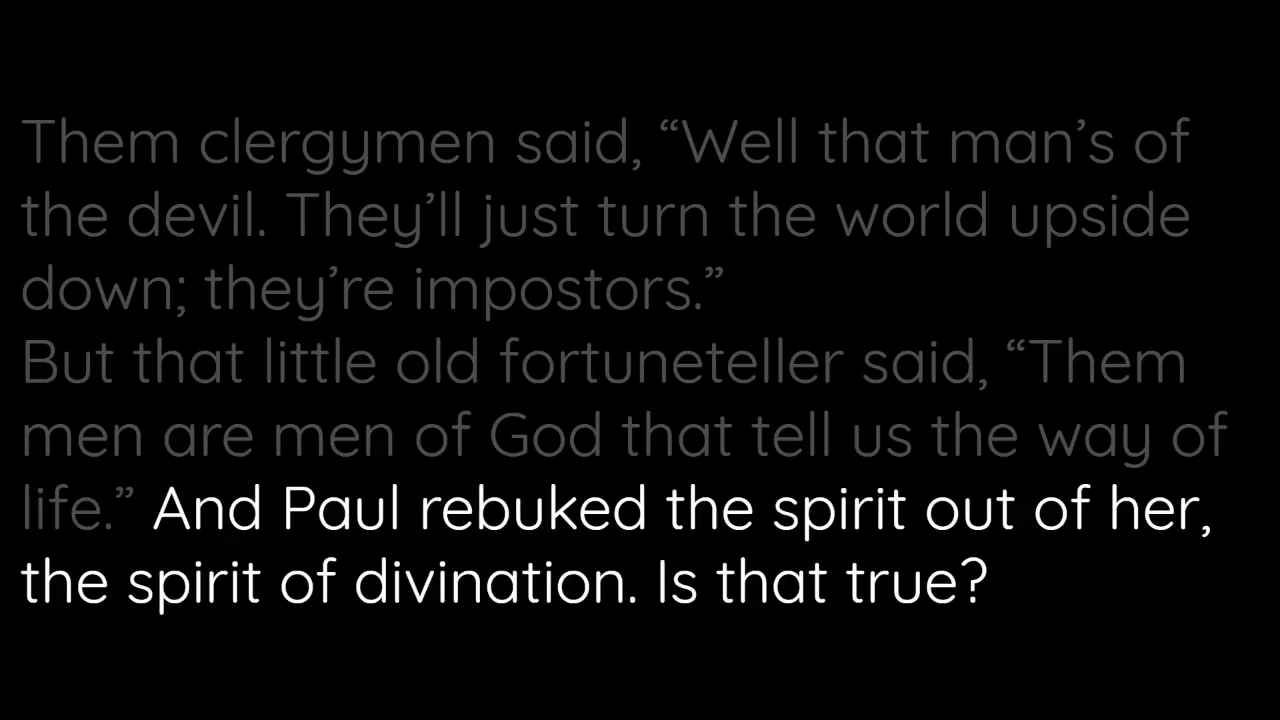 Them clergymen said, “Well that man’s of
the devil. They’ll just turn the world upside
down; they’re impostors.”
But that little old fortuneteller said, “Them
men are men of God that tell us the way of
life.” And Paul rebuked the spirit out of her,
the spirit of divination. Is that true?